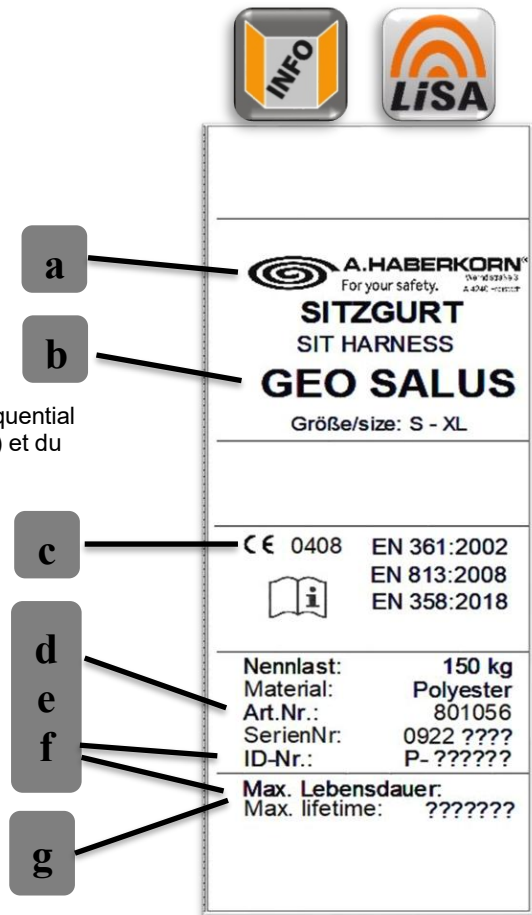 INFO
LiSA
a
A.HABERKORN®
For your safety.
SITZGURT
b
SIT HARNESS
GEO SALUS
Größe/size: S - XL
quential
) et du
c
CE 0408 EN 361:2002
EN 813:2008
i
EN 358:2018
d
Nennlast: 150 kg
Material: Polyester
e
Art.Nr.: 801056
SerienNr: 0922 ????
f
ID-Nr.: P- ??????
Max. Lebensdauer:
Max. lifetime: ???????
g